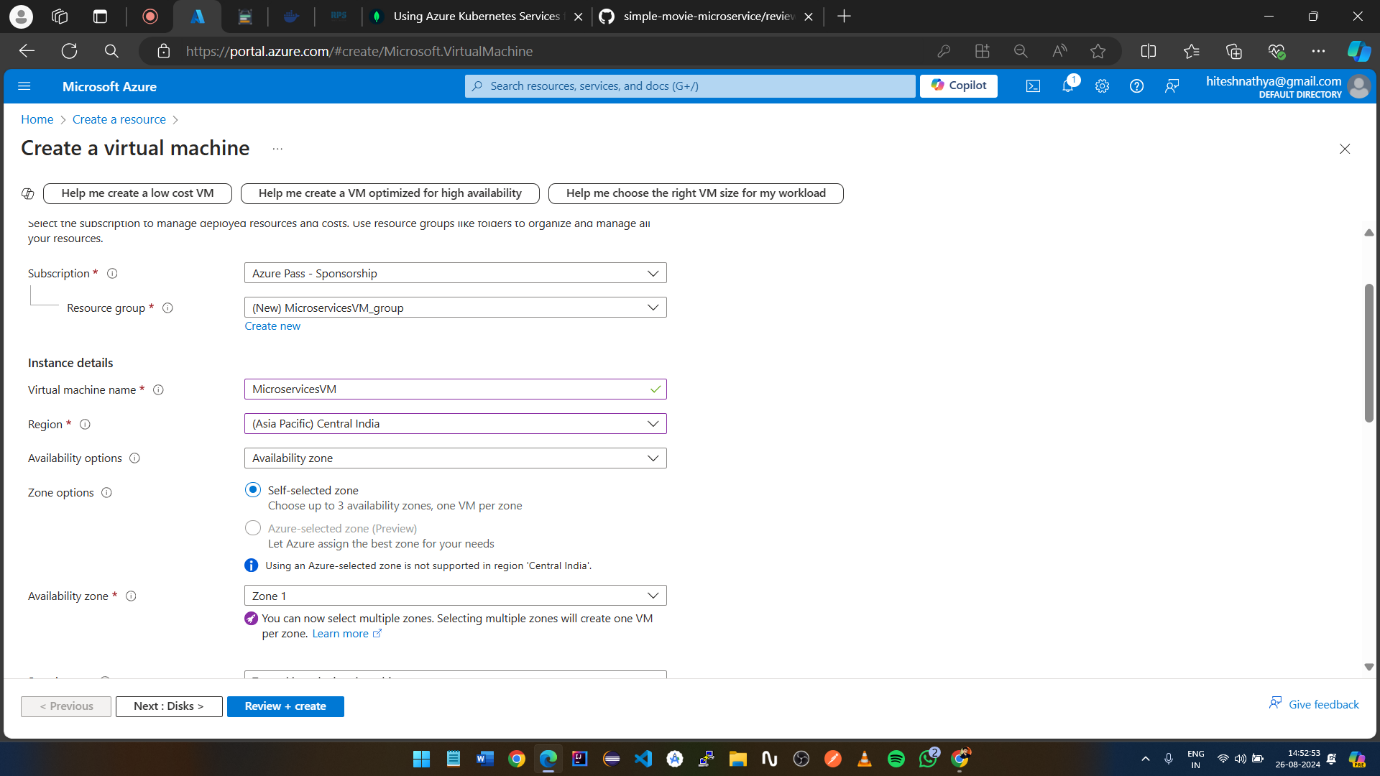 RPS
Using Azure Kubernetes Services
simple-movie-microservice/review
https://portal.azure.com/#create/Microsoft.VirtualMachine
Microsoft Azure
Search resources, services, and docs (G+/)
Copilot
1
hiteshnathya@gmail.com
DEFAULT DIRECTORY
Home > Create a resource >
Create a virtual machine ...
Help me create a low cost VM
Help me create a VM optimized for high availability
Help me choose the right VM size for my workload
Select the subscription to manage deployed resources and costs. Use resource groups like folders to organize and manage all
your resources.
Subscription *
Azure Pass - Sponsorship
Resource group *
(New) MicroservicesVM_group
Create new
Instance details
Virtual machine name *
MicroservicesVM
Region *
(Asia Pacific) Central India
Availability options
Availability zone
Zone options
Self-selected zone
Choose up to 3 availability zones, one VM per zone
Azure-selected zone (Preview)
Let Azure assign the best zone for your needs
Using an Azure-selected zone is not supported in region 'Central India'.
Availability zone *
Zone 1
You can now select multiple zones. Selecting multiple zones will create one VM
per zone. Learn more
< Previous
Next : Disks >
Review + create
Give feedback
2
ENG
IN
14:52:53
26-08-2024